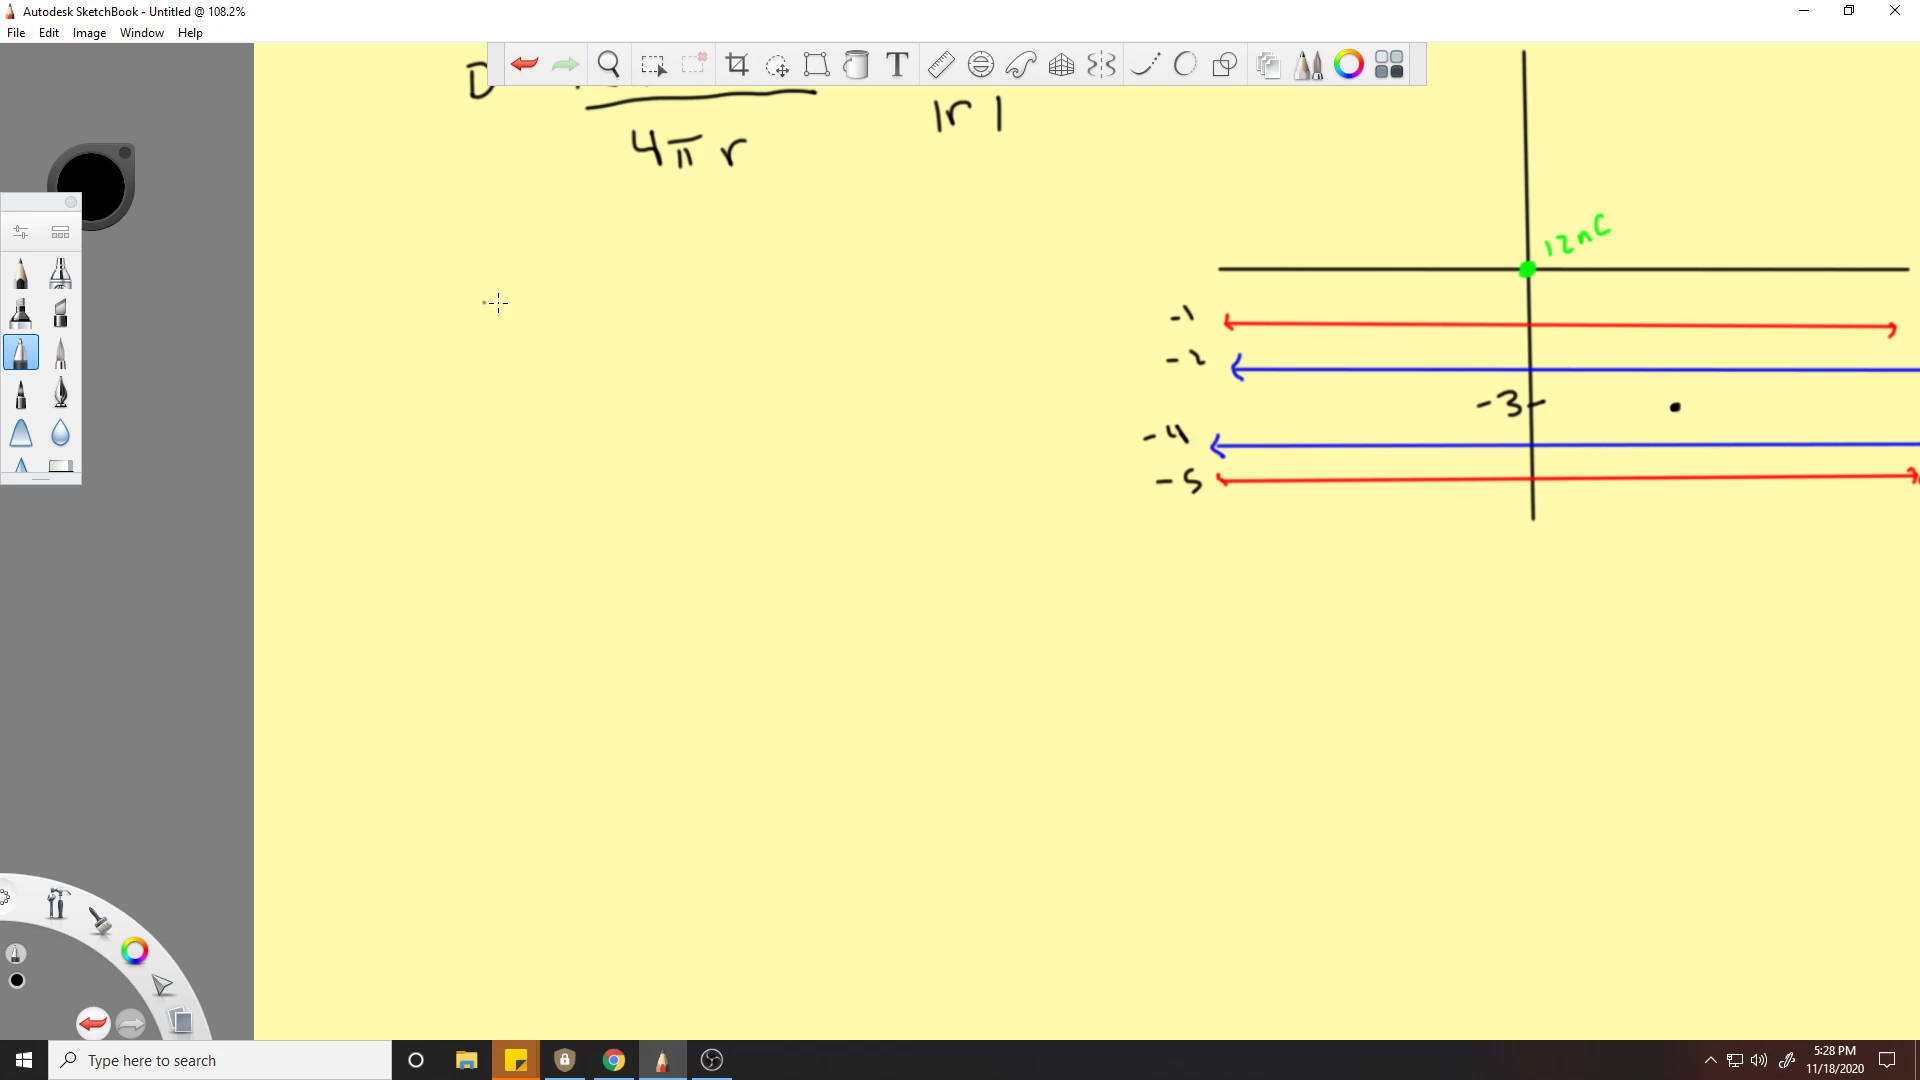 Autodesk SketchBook - Untitled @ 108.2%
File Edit Image Window Help
T
D
|r|
4π r
12nC
-1
-2
-3-
-4
-5
Type here to search
5:28 PM
11/18/2020